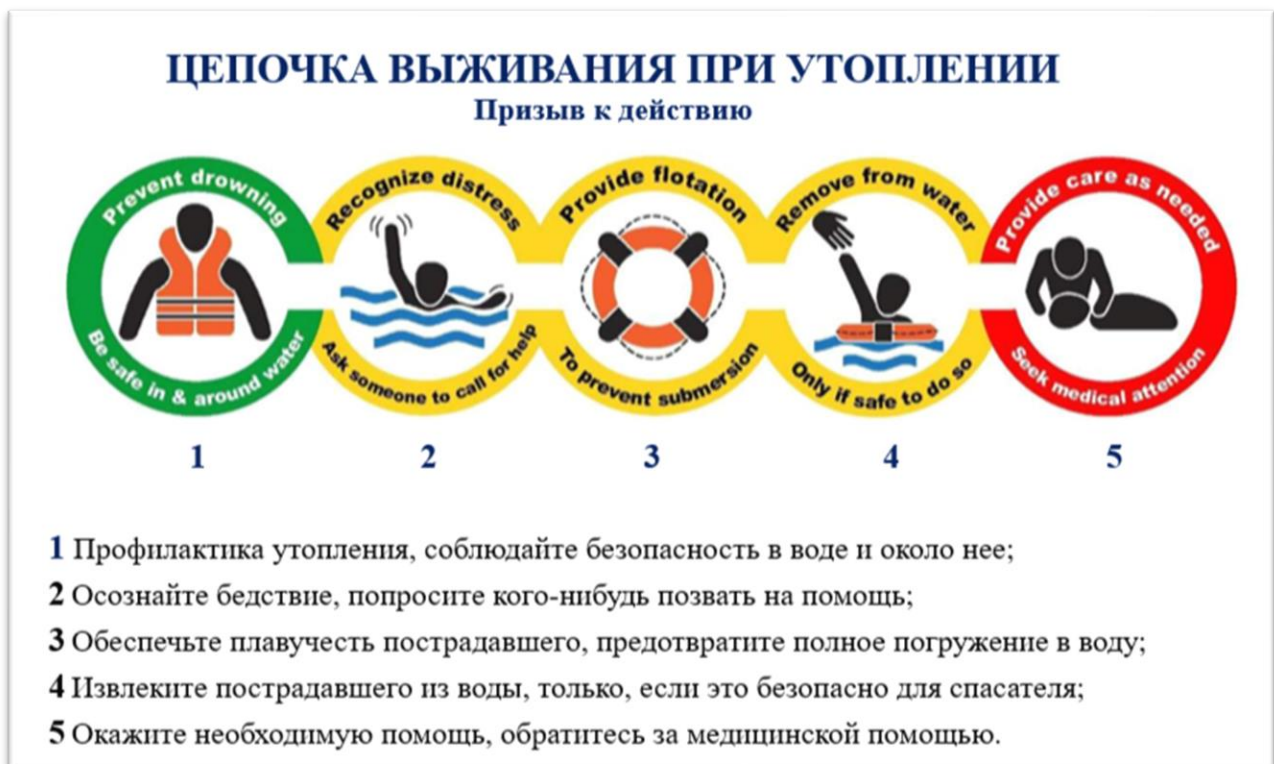 ЦЕПОЧКА ВЫЖИВАНИЯ ПРИ УТОПЛЕНИИ
Призыв к действию
Prevent drowning
Be safe in & around water
Recognize distress
Ask someone to call for help
Provide flotation
To prevent submersion
Remove from water
Only if safe to do so
Provide care as needed
Seek medical attention
1 2 3 4 5
1 Профилактика утопления, соблюдайте безопасность в воде и около нее;
2 Осознайте бедствие, попросите кого-нибудь позвать на помощь;
3 Обеспечьте плавучесть пострадавшего, предотвратите полное погружение в воду;
4 Извлеките пострадавшего из воды, только, если это безопасно для спасателя;
5 Окажите необходимую помощь, обратитесь за медицинской помощью.